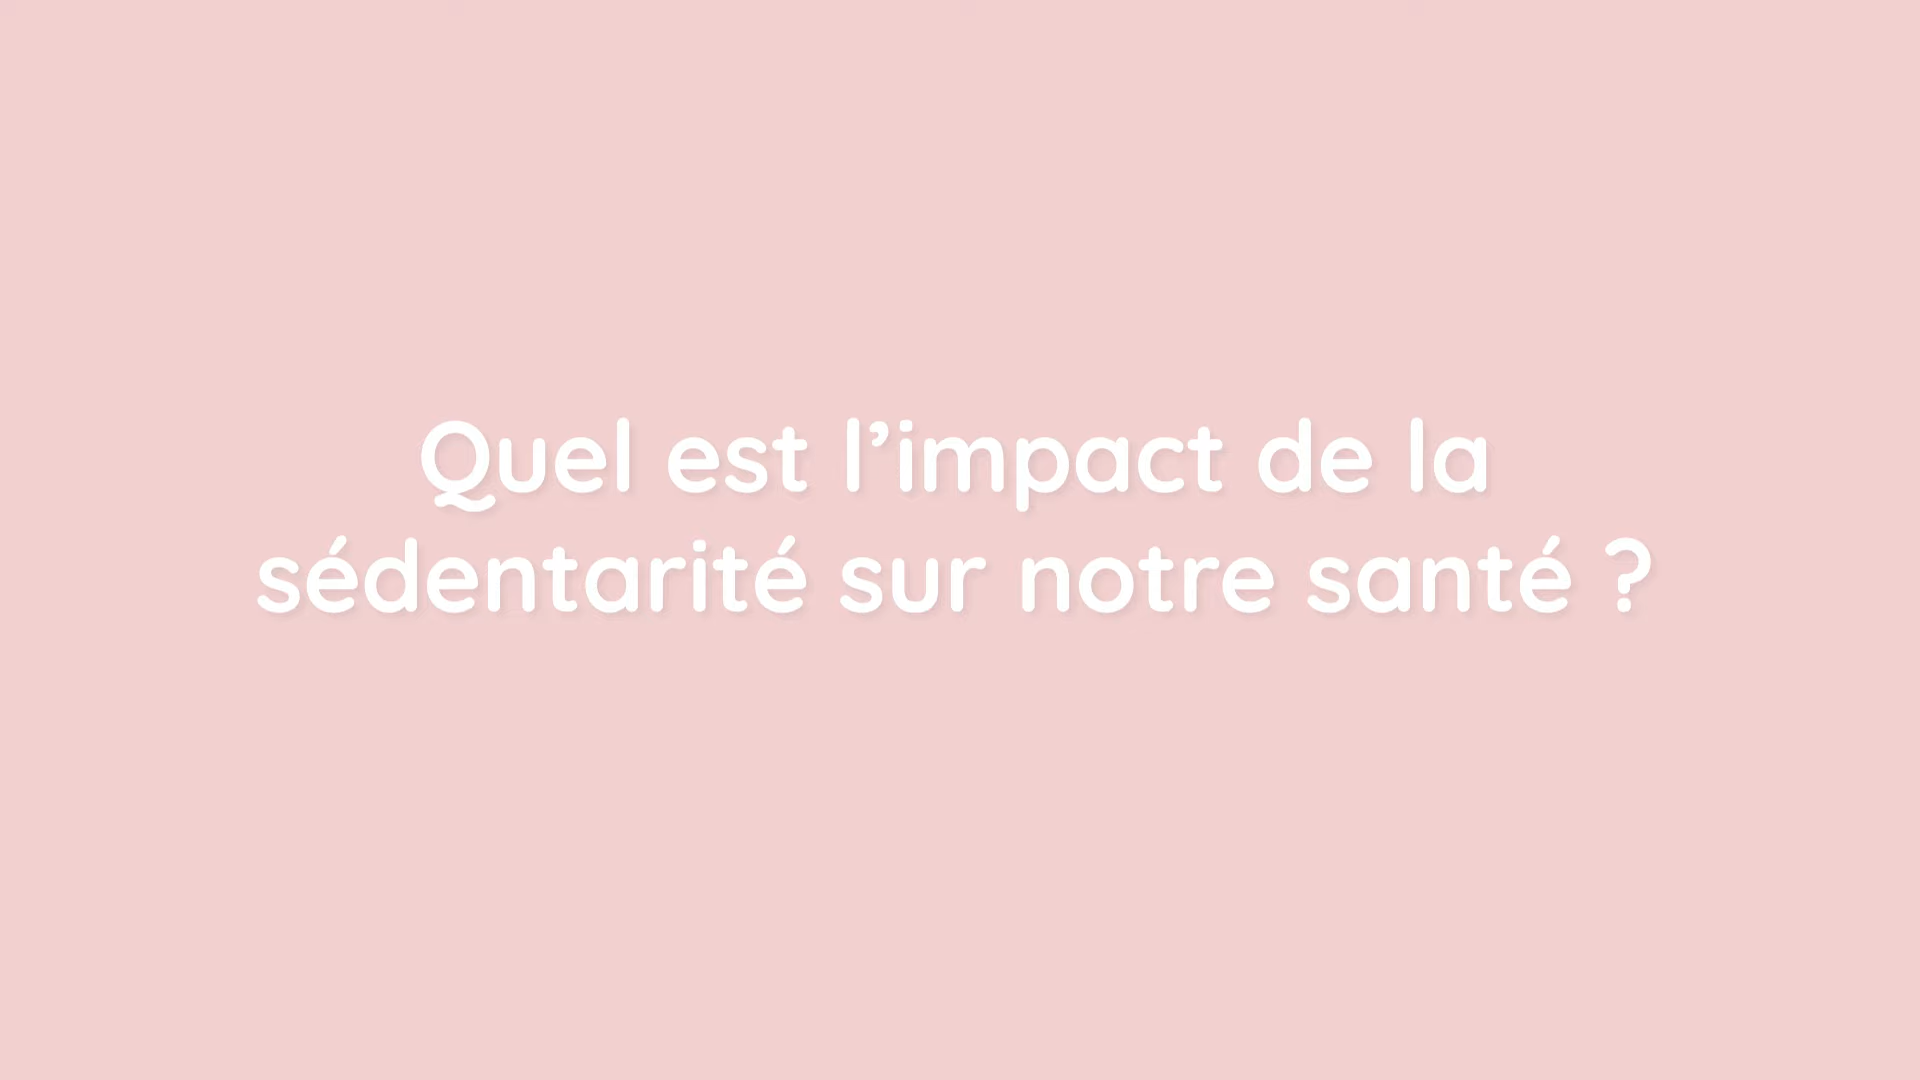 Quel est l’impact de la
sédentarité sur notre santé ?